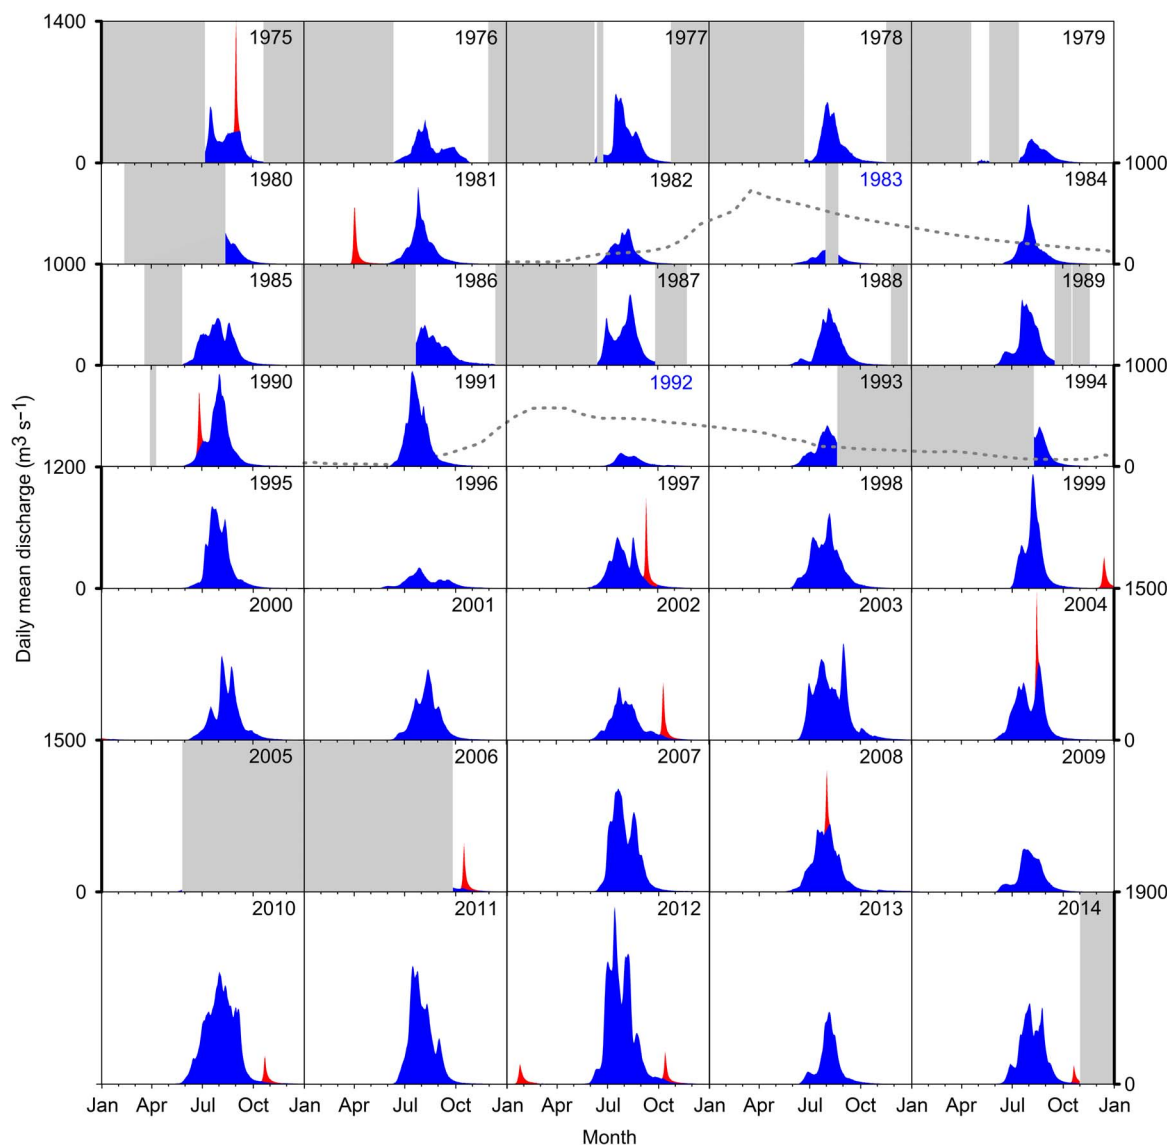 1400
1975 1976 1977 1978 1979
0 1000
1980 1981 1982 1983 1984
1000 0
1985 1986 1987 1988 1989
0 1000
1990 1991 1992 1993 1994
1200 0
1995 1996 1997 1998 1999
0 1500
2000 2001 2002 2003 2004
1500 0
2005 2006 2007 2008 2009
0 1900
2010 2011 2012 2013 2014
0
Jan Apr Jul Oct Jan Apr Jul Oct Jan Apr Jul Oct Jan Apr Jul Oct Jan Apr Jul Oct Jan
Month
Daily mean discharge (m³ s⁻¹)